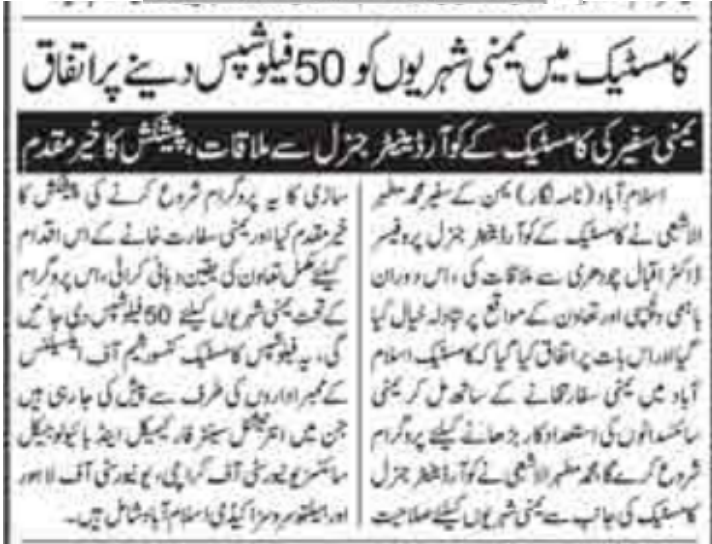 کامسٹیک میں یمنی شہریوں کو 50 فیلوشپس دینے پر اتفاق
یمنی سفیر کی کامسٹیک کے کوآرڈینیٹر جنرل سے ملاقات، پیشکش کا خیر مقدم
اسلام آباد (نامہ نگار) یمن کے سفیر محمد مطہر
الاشعبی نے کامسٹیک کے کوآرڈینیٹر جنرل پروفیسر
ڈاکٹر اقبال چودھری سے ملاقات کی، اس دوران
باہمی دلچسپی اور تعاون کے مواقع پر تبادلہ خیال کیا
گیا اور اس بات پر اتفاق کیا گیا کہ کامسٹیک اسلام
آباد میں یمنی سفارتخانے کے ساتھ مل کر یمنی
سائنسدانوں کی استعداد کار بڑھانے کیلئے پروگرام
شروع کرے گا، محمد مطہر الاشعبی نے کوآرڈینیٹر جنرل
کامسٹیک کی جانب سے یمنی شہریوں کیلئے صلاحیت
سازی کا یہ پروگرام شروع کرنے کی پیشکش کا
خیر مقدم کیا اور یمنی سفارت خانے کے اس اقدام
کیلئے مکمل تعاون کی یقین دہانی کرائی، اس پروگرام
کے تحت یمنی شہریوں کیلئے 50 فیلوشپس دی جائیں
گی، یہ فیلوشپس کامسٹیک کنسورشیم آف ایکسیلنس
کے ممبر اداروں کی طرف سے پیش کی جا رہی ہیں
جن میں انٹرنیشنل سینٹر فار کیمیکل اینڈ بائیولوجیکل
سائنسز یونیورسٹی آف کراچی، یونیورسٹی آف لاہور
اور ہیلتھ سروسز اکیڈمی اسلام آباد شامل ہیں۔